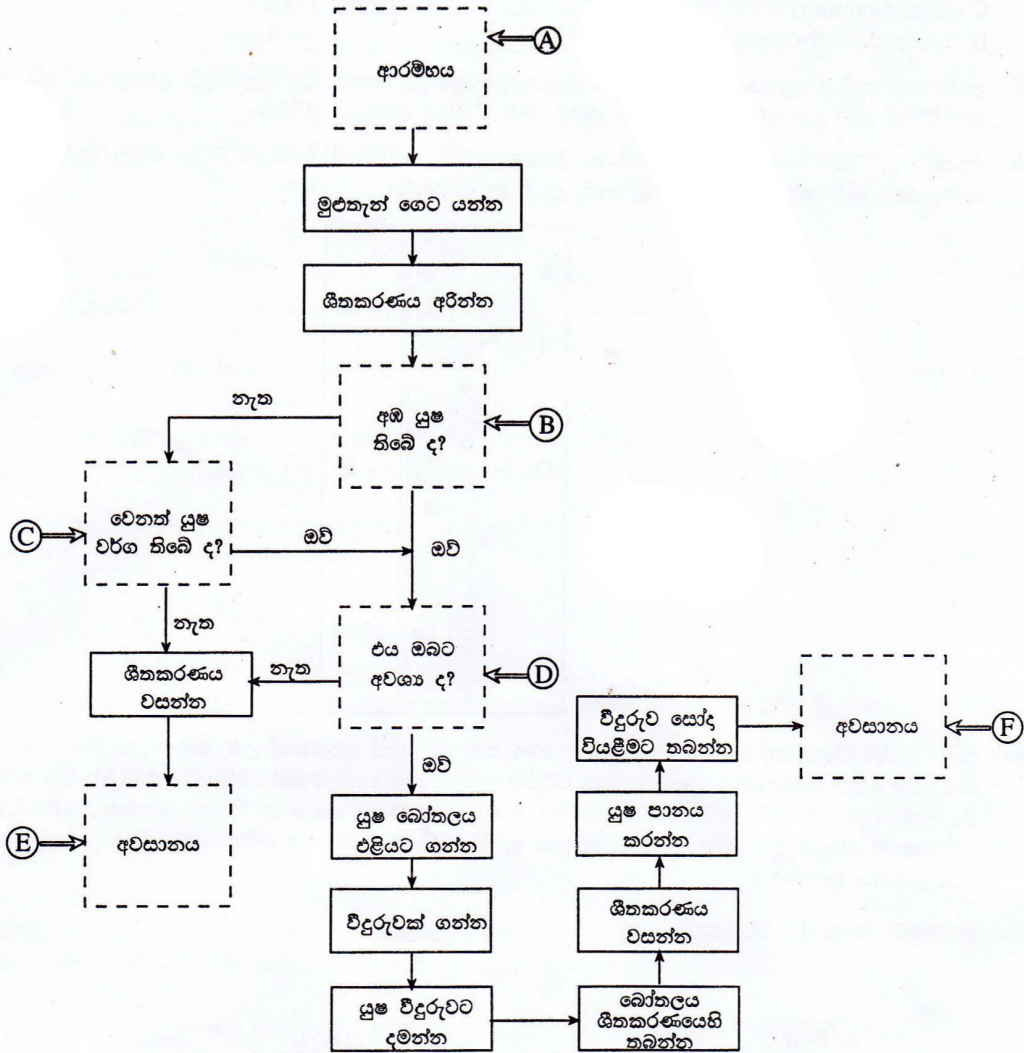 ආරම්භය
A
මුළුතැන් ගෙට යන්න
ශීතකරණය අරින්න
අඹ යුෂ
තිබේ ද?
B
නැත
වෙනත් යුෂ
වර්ග තිබේ ද?
C
ඔව්
ඔව්
නැත
එය ඔබට
අවශ්‍ය ද?
D
නැත
ශීතකරණය
වසන්න
ඔව්
අවසානය
E
යුෂ බෝතලය
එළියට ගන්න
වීදුරුවක් ගන්න
යුෂ වීදුරුවට
දමන්න
බෝතලය
ශීතකරණයෙහි
තබන්න
ශීතකරණය
වසන්න
යුෂ පානය
කරන්න
වීදුරුව සෝදා
වියළීමට තබන්න
අවසානය
F